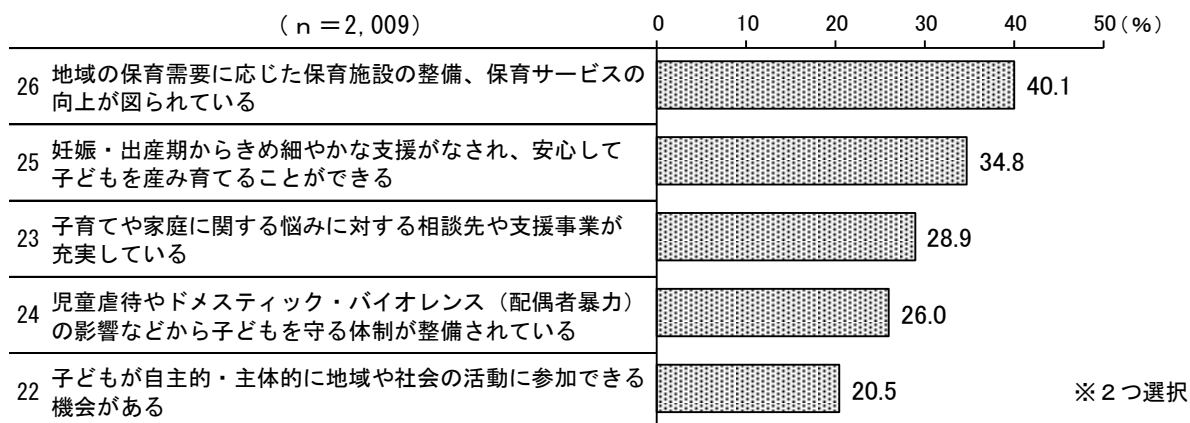 （ｎ＝2,009）
0 10 20 30 40 50(%)
26 地域の保育需要に応じた保育施設の整備、保育サービスの
向上が図られている
40.1
25 妊娠・出産期からきめ細やかな支援がなされ、安心して
子どもを産み育てることができる
34.8
23 子育てや家庭に関する悩みに対する相談先や支援事業が
充実している
28.9
24 児童虐待やドメスティック・バイオレンス（配偶者暴力）
の影響などから子どもを守る体制が整備されている
26.0
22 子どもが自主的・主体的に地域や社会の活動に参加できる
機会がある
20.5
※２つ選択